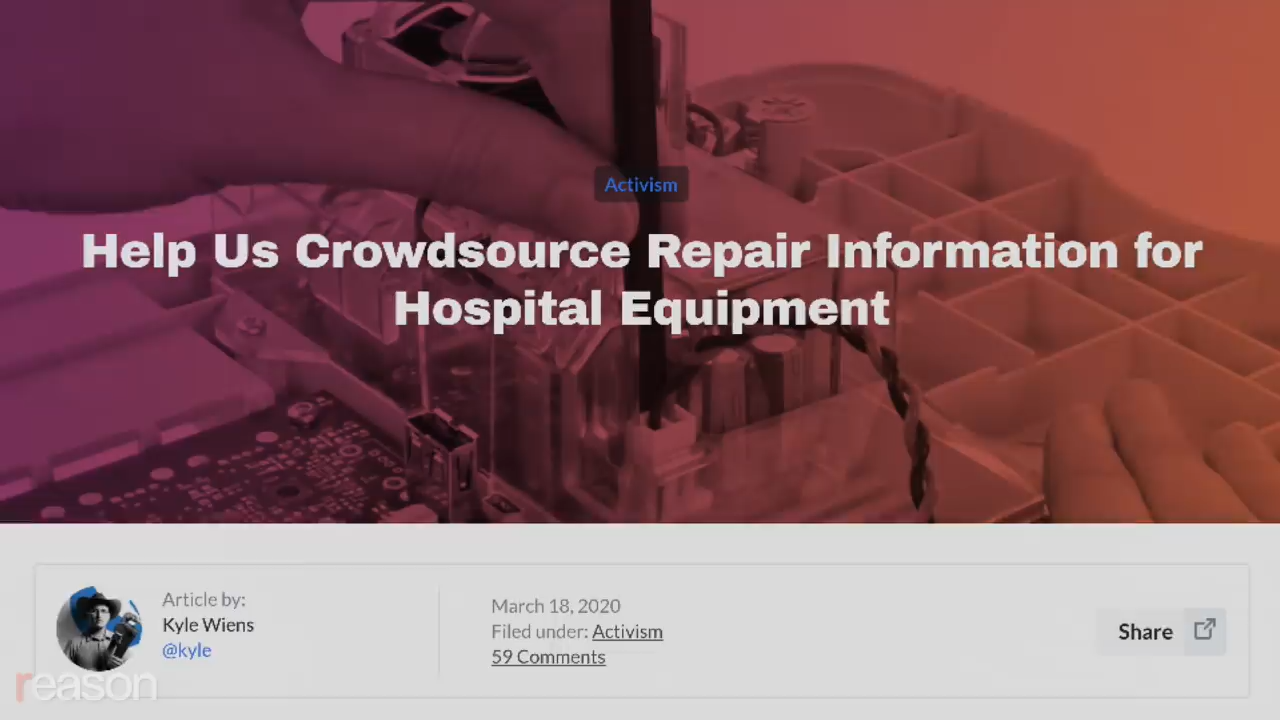 Activism
Help Us Crowdsource Repair Information for
Hospital Equipment
Article by:
Kyle Wiens
@kyle
March 18, 2020
Filed under: Activism
59 Comments
Share
reason